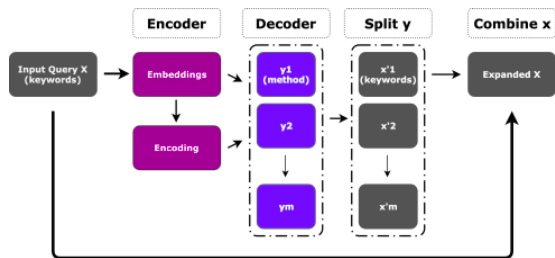 Encoder
Decoder
Split y
Combine x
Input Query X
(keywords)
Embeddings
y1
(method)
x'1
(keywords)
Expanded X
Encoding
y2
x'2
ym
x'm